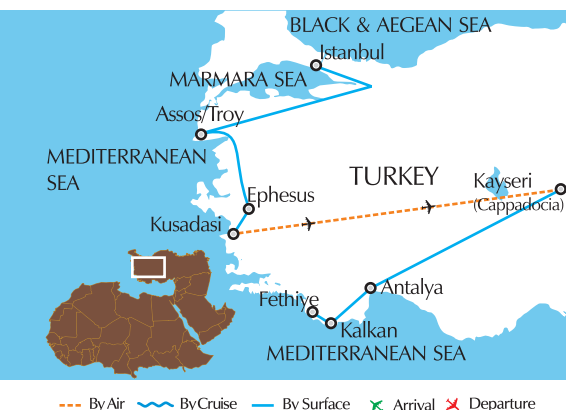 BLACK & AEGEAN SEA
Istanbul
MARMARA SEA
Assos/Troy
MEDITERRANEAN
SEA
TURKEY
Kayseri
(Cappadocia)
Ephesus
Kusadasi
Antalya
Fethiye
Kalkan
MEDITERRANEAN SEA
By Air By Cruise By Surface Arrival Departure